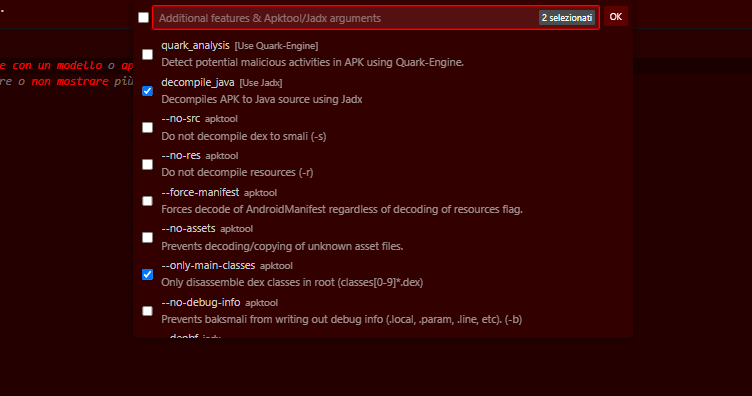 Additional features & Apktool/Jadx arguments 2 selezionati OK
quark_analysis [Use Quark-Engine]
Detect potential malicious activities in APK using Quark-Engine.
e con un modello o ap
decompile_java [Use Jadx]
re o non mostrare più
Decompiles APK to Java source using Jadx
--no-src apktool
Do not decompile dex to smali (-s)
--no-res apktool
Do not decompile resources (-r)
--force-manifest apktool
Forces decode of AndroidManifest regardless of decoding of resources flag.
--no-assets apktool
Prevents decoding/copying of unknown asset files.
--only-main-classes apktool
Only disassemble dex classes in root (classes[0-9]*.dex)
--no-debug-info apktool
Prevents baksmali from writing out debug info (.local, .param, .line, etc). (-b)
--deobf jadx